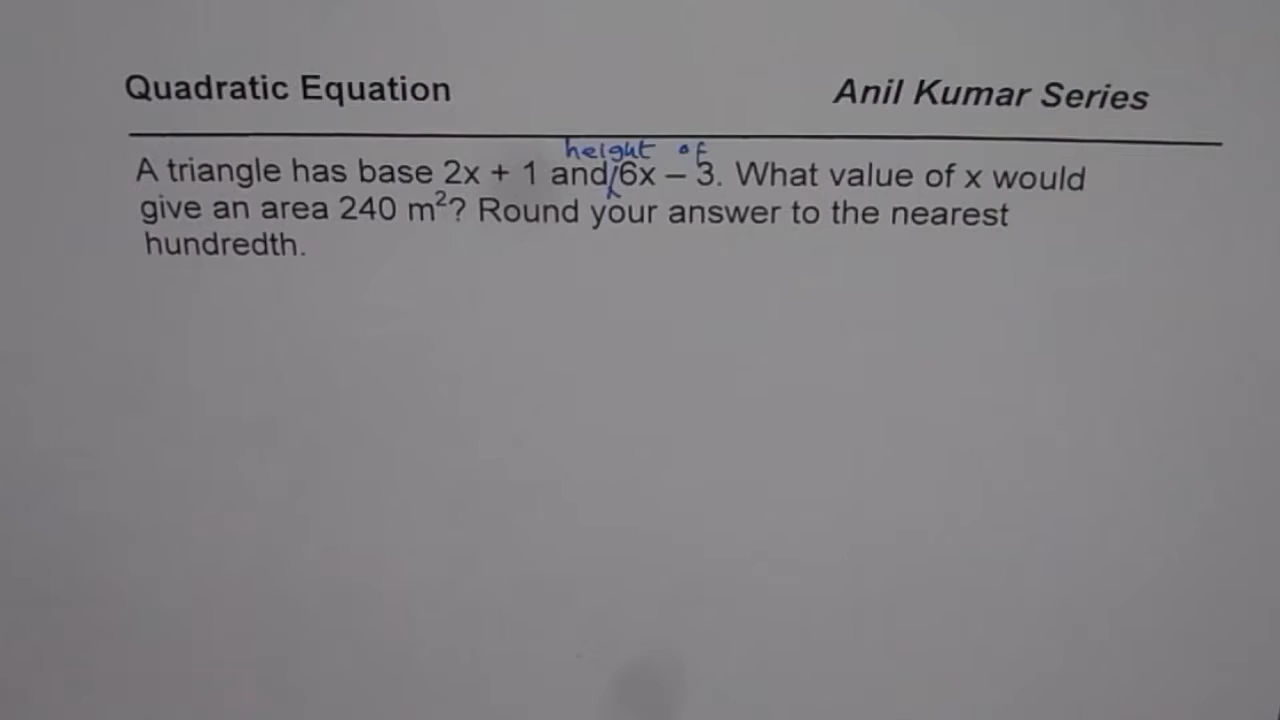 Quadratic Equation Anil Kumar Series
height of
A triangle has base 2x + 1 and 6x – 3. What value of x would
give an area 240 m²? Round your answer to the nearest
hundredth.